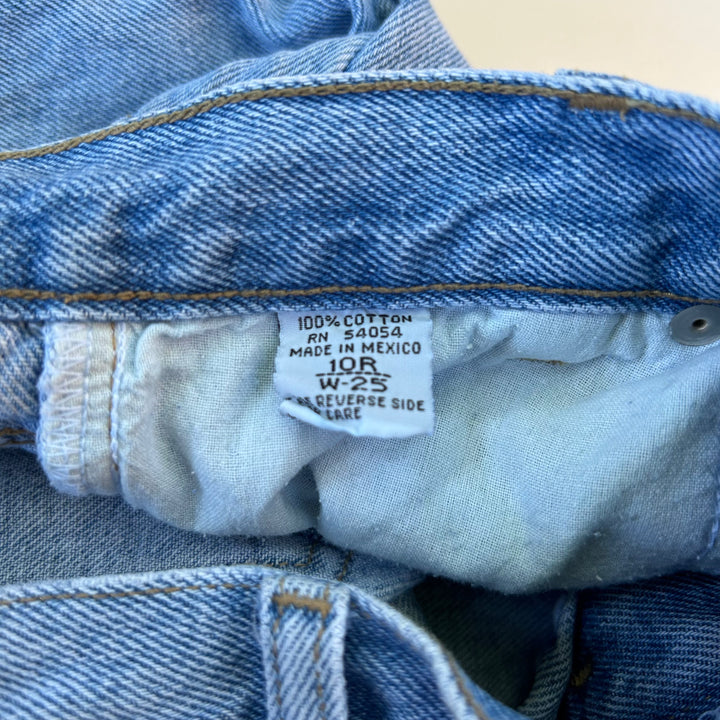 100% COTTON
RN 54054
MADE IN MEXICO
10R
W-25
REVERSE SIDE